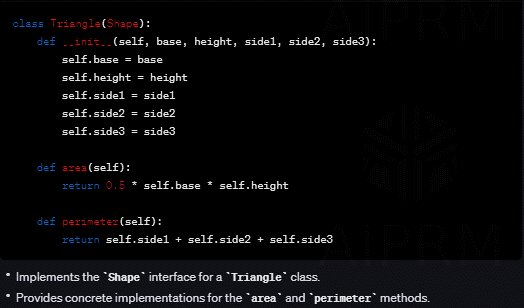 AIPRM
class Triangle(Shape):
    def __init__(self, base, height, side1, side2, side3):
        self.base = base
        self.height = height
        self.side1 = side1
        self.side2 = side2
        self.side3 = side3

    def area(self):
        return 0.5 * self.base * self.height

    def perimeter(self):
        return self.side1 + self.side2 + self.side3
AIPRM
• Implements the `Shape` interface for a `Triangle` class.
• Provides concrete implementations for the `area` and `perimeter` methods.